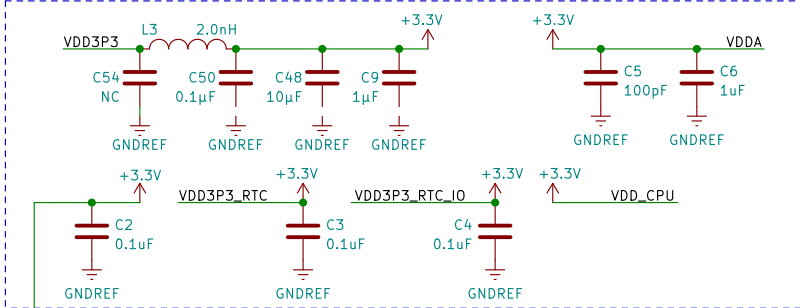 L3 2.0nH +3.3V +3.3V
VDD3P3 VDDA
C54 C50 C48 C9 C5 C6
NC 0.1µF 10µF 1µF 100pF 1uF
GNDREF GNDREF GNDREF GNDREF GNDREF GNDREF
+3.3V +3.3V +3.3V +3.3V
VDD3P3_RTC VDD3P3_RTC_IO VDD_CPU
C2 C3 C4
0.1uF 0.1uF 0.1uF
GNDREF GNDREF GNDREF